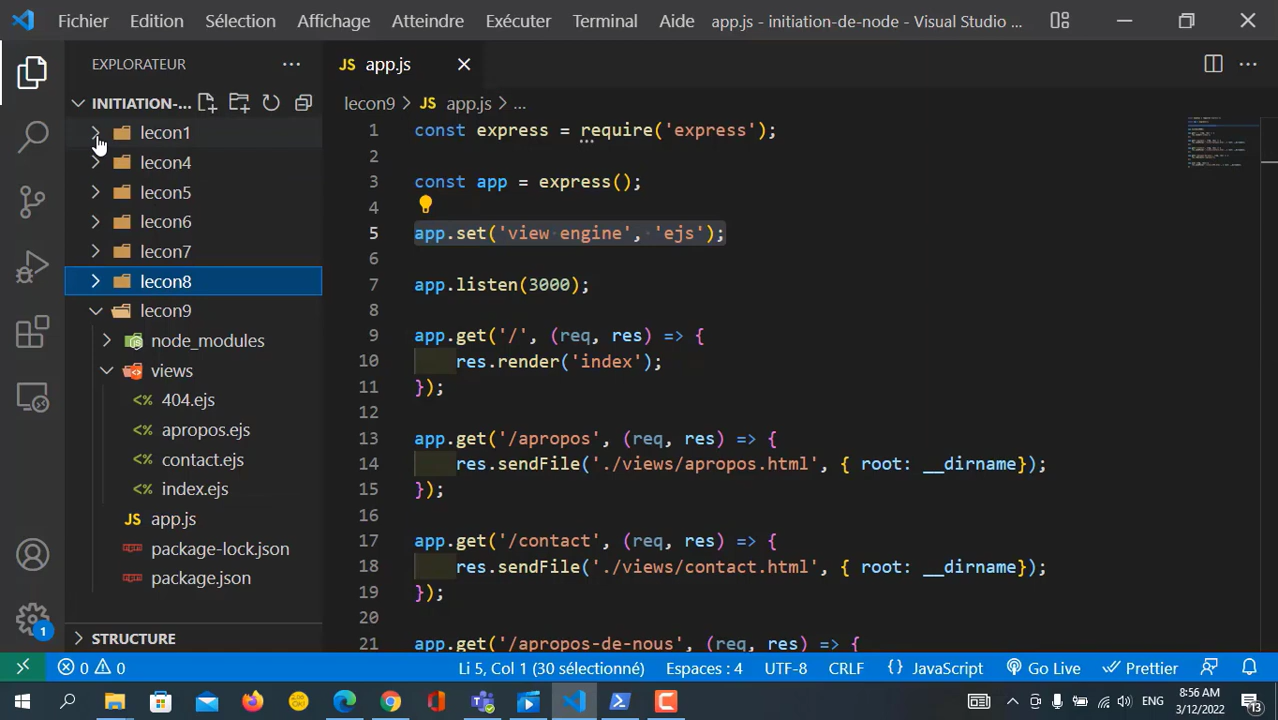 Fichier Edition Sélection Affichage Atteindre Exécuter Terminal Aide app.js - initiation-de-node - Visual Studio ...
EXPLORATEUR
INITIATION-...
lecon1
lecon4
lecon5
lecon6
lecon7
lecon8
lecon9
node_modules
views
404.ejs
apropos.ejs
contact.ejs
index.ejs
JS app.js
package-lock.json
package.json
STRUCTURE
JS app.js
lecon9 > JS app.js > ...
1 const express = require('express');
2
3 const app = express();
4
5 app.set('view engine', 'ejs');
6
7 app.listen(3000);
8
9 app.get('/', (req, res) => {
10 res.render('index');
11 });
12
13 app.get('/apropos', (req, res) => {
14 res.sendFile('./views/apropos.html', { root: __dirname});
15 });
16
17 app.get('/contact', (req, res) => {
18 res.sendFile('./views/contact.html', { root: __dirname});
19 });
20
21 app.get('/apropos-de-nous', (req, res) => {
1
0 0 Li 5, Col 1 (30 sélectionné) Espaces : 4 UTF-8 CRLF {} JavaScript Go Live Prettier
ENG 8:56 AM
3/12/2022
13